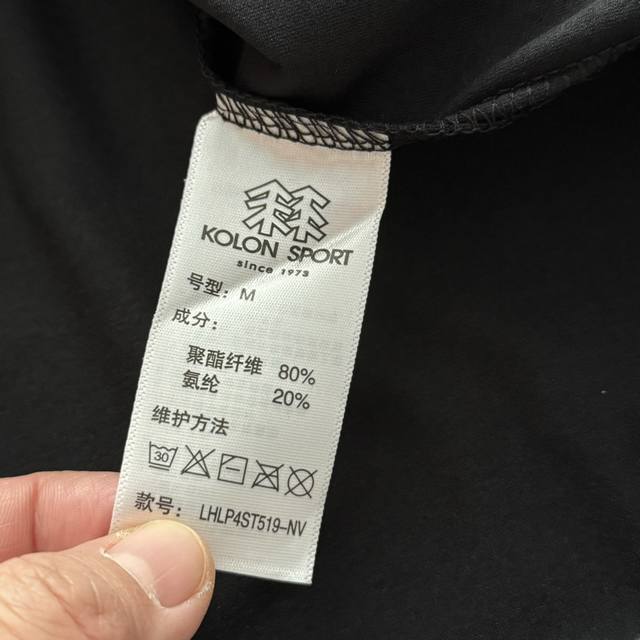 KOLON SPORT
since 1973
号型: M
成分:
聚酯纤维 80%
氨纶 20%
维护方法
30
款号: LHLP4ST519-NV